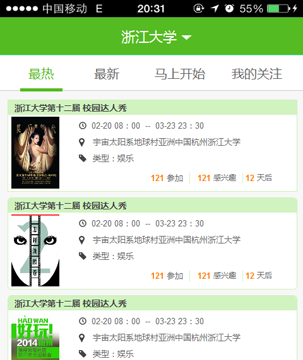 中国移动 E 20:31 55%
浙江大学
最热 最新 马上开始 我的关注
浙江大学第十二届 校园达人秀
02-20 08：00 -- 03-23 23：30
宇宙太阳系地球村亚洲中国杭州浙江大学
类型：娱乐
121 参加 121 感兴趣 12 天后
浙江大学第十二届 校园达人秀
02-20 08：00 -- 03-23 23：30
宇宙太阳系地球村亚洲中国杭州浙江大学
类型：娱乐
121 参加 121 感兴趣 12 天后
浙江大学第十二届 校园达人秀
HAOWAN
好玩!
2014
02-20 08：00 -- 03-23 23：30
宇宙太阳系地球村亚洲中国杭州浙江大学
类型：娱乐